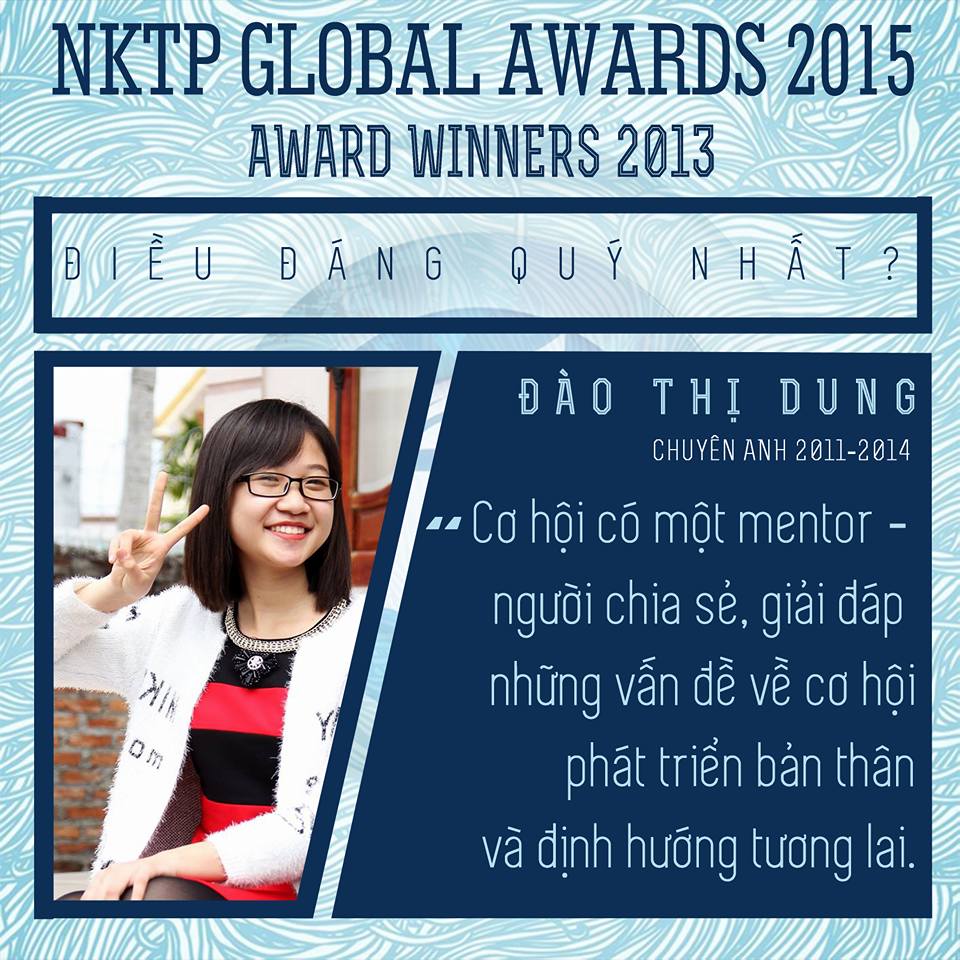 NKTP GLOBAL AWARDS 2015
AWARD WINNERS 2013
ĐIỀU ĐÁNG QUÝ NHẤT?
ĐÀO THỊ DUNG
CHUYÊN ANH 2011-2014
“Cơ hội có một mentor -
người chia sẻ, giải đáp
những vấn đề về cơ hội
phát triển bản thân
và định hướng tương lai.